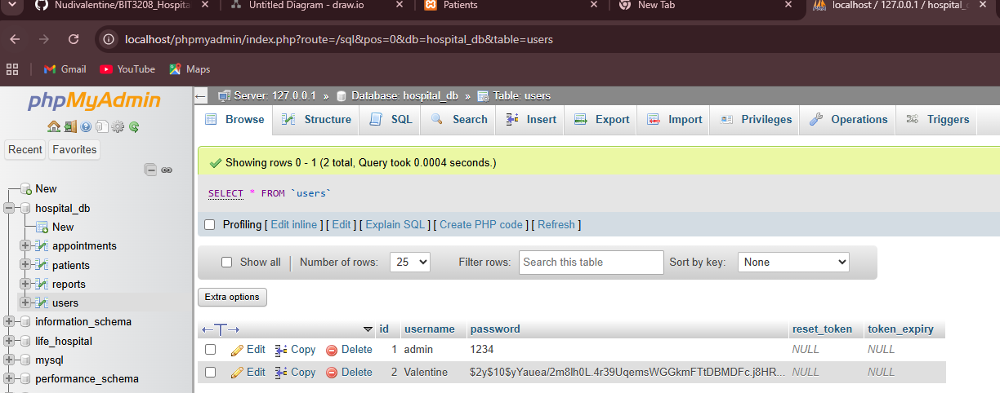 Nudivalentine/BIT3208_Hospita
Untitled Diagram - draw.io
Patients
New Tab
localhost / 127.0.0.1 / hospital_
localhost/phpmyadmin/index.php?route=/sql&pos=0&db=hospital_db&table=users
Gmail
YouTube
Maps
phpMyAdmin
Recent
Favorites
New
hospital_db
New
appointments
patients
reports
users
information_schema
life_hospital
mysql
performance_schema
Server: 127.0.0.1 » Database: hospital_db » Table: users
Browse Structure SQL Search Insert Export Import Privileges Operations Triggers
Showing rows 0 - 1 (2 total, Query took 0.0004 seconds.)
SELECT * FROM `users`
Profiling [ Edit inline ] [ Edit ] [ Explain SQL ] [ Create PHP code ] [ Refresh ]
Show all Number of rows: 25 Filter rows: Search this table Sort by key: None
Extra options
id username password reset_token token_expiry
Edit Copy Delete 1 admin 1234 NULL NULL
Edit Copy Delete 2 Valentine $2y$10$yYauea/2m8lh0L.4r39UqemsWGGkmFTtDBMDFc.j8HR... NULL NULL